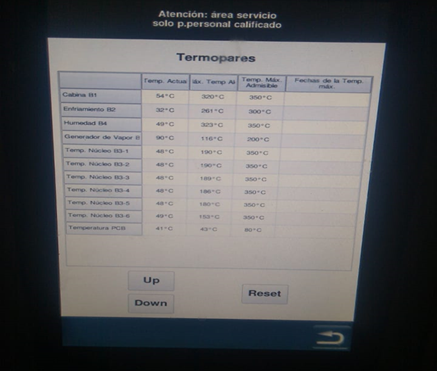 Atención: área servicio
solo p.personal calificado
Termopares
Temp. Actua Máx. Temp Al Temp. Máx. Admisible Fechas de la Temp. máx.
Cabina B1 54°C 320°C 350°C
Enfriamiento B2 32°C 261°C 300°C
Humedad B4 49°C 323°C 350°C
Generador de Vapor B 90°C 116°C 200°C
Temp. Núcleo B3-1 48°C 190°C 350°C
Temp. Núcleo B3-2 48°C 190°C 350°C
Temp. Núcleo B3-3 48°C 189°C 350°C
Temp. Núcleo B3-4 48°C 186°C 350°C
Temp. Núcleo B3-5 48°C 180°C 350°C
Temp. Núcleo B3-6 49°C 153°C 350°C
Temperatura PCB 41°C 43°C 80°C
Up
Down
Reset